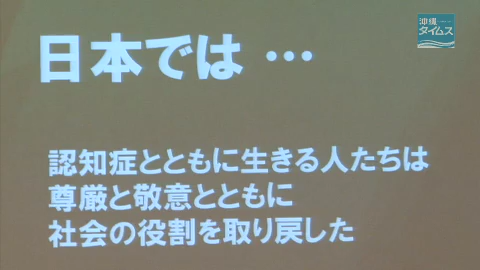 沖縄
タイムス
日本では…
認知症とともに生きる人たちは
尊厳と敬意とともに
社会の役割を取り戻した